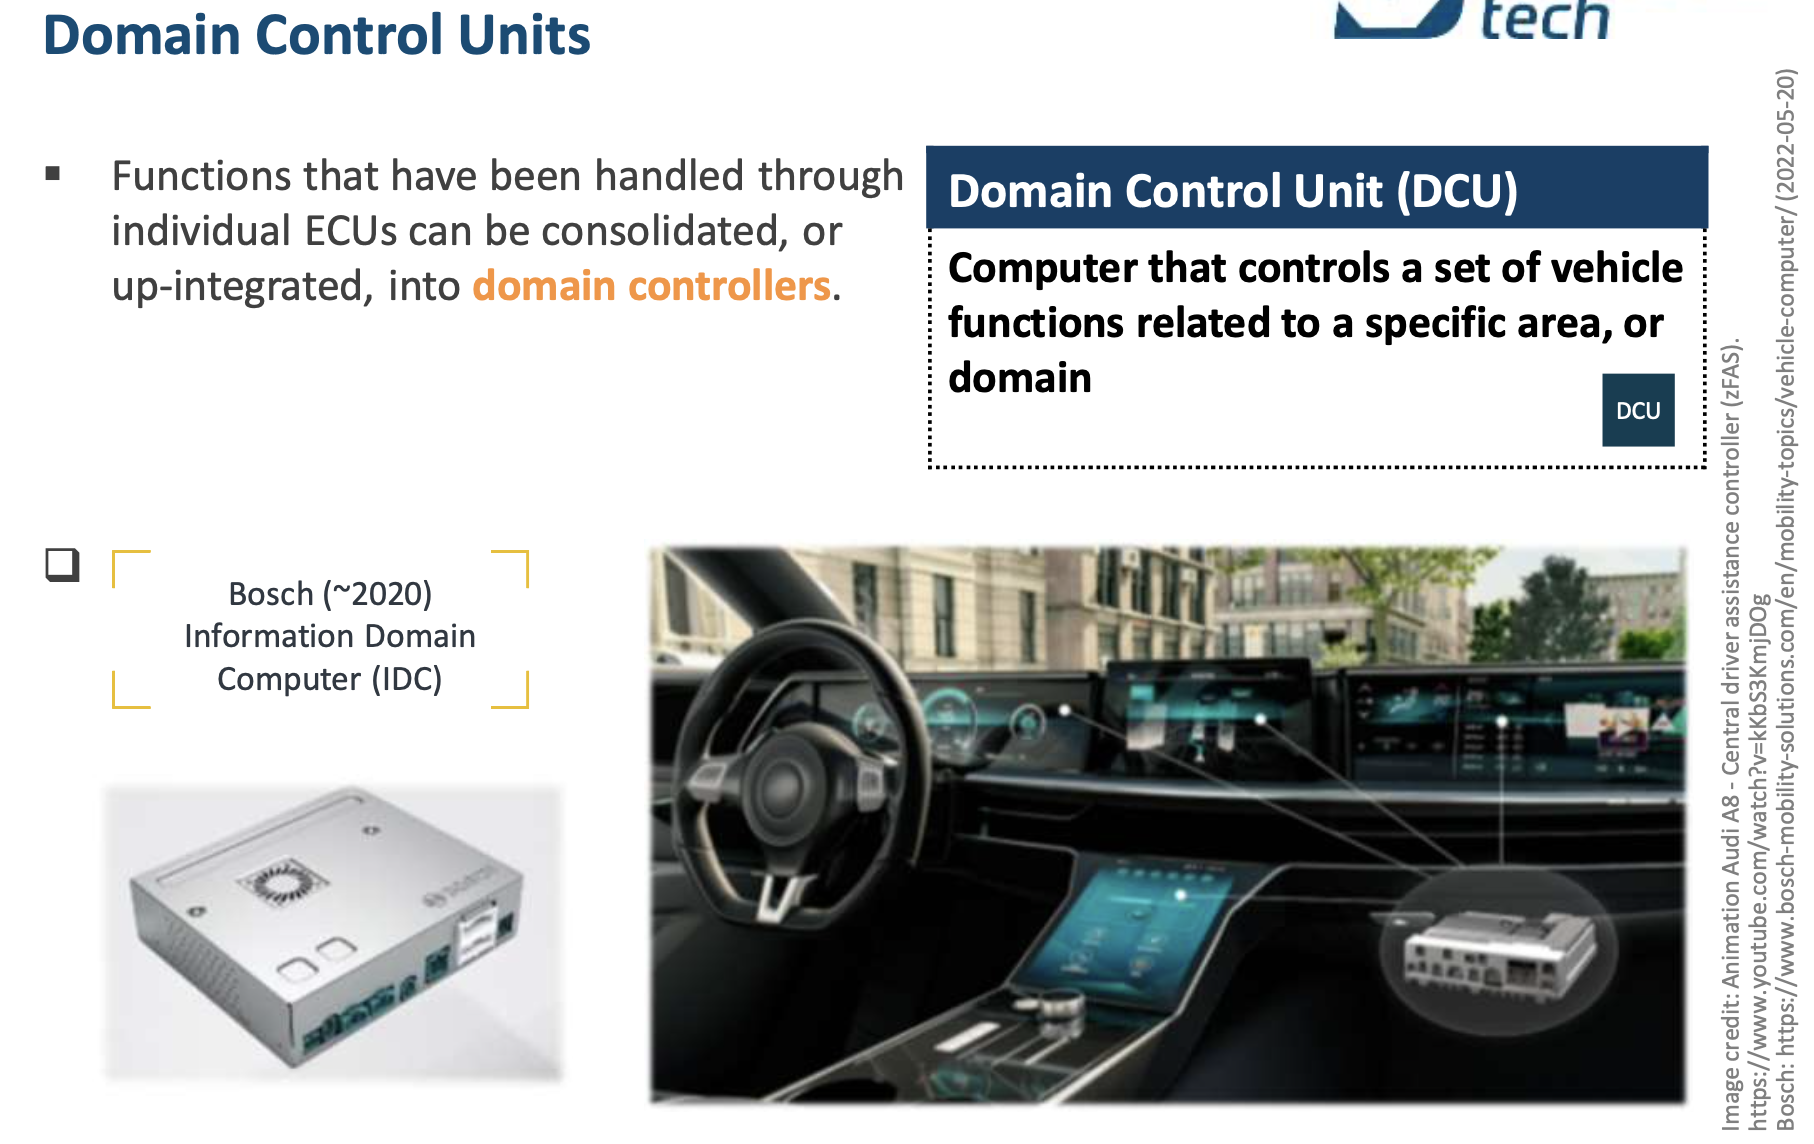 Domain Control Units
tech
▪ Functions that have been handled through
individual ECUs can be consolidated, or
up-integrated, into domain controllers.
Domain Control Unit (DCU)
Computer that controls a set of vehicle
functions related to a specific area, or
domain
DCU
Bosch (~2020)
Information Domain
Computer (IDC)
Image credit: Animation Audi A8 - Central driver assistance controller (zFAS).
https://www.youtube.com/watch?v=kKbS3KmjDOg
Bosch: https://www.bosch-mobility-solutions.com/en/mobility-topics/vehicle-computer/ (2022-05-20)